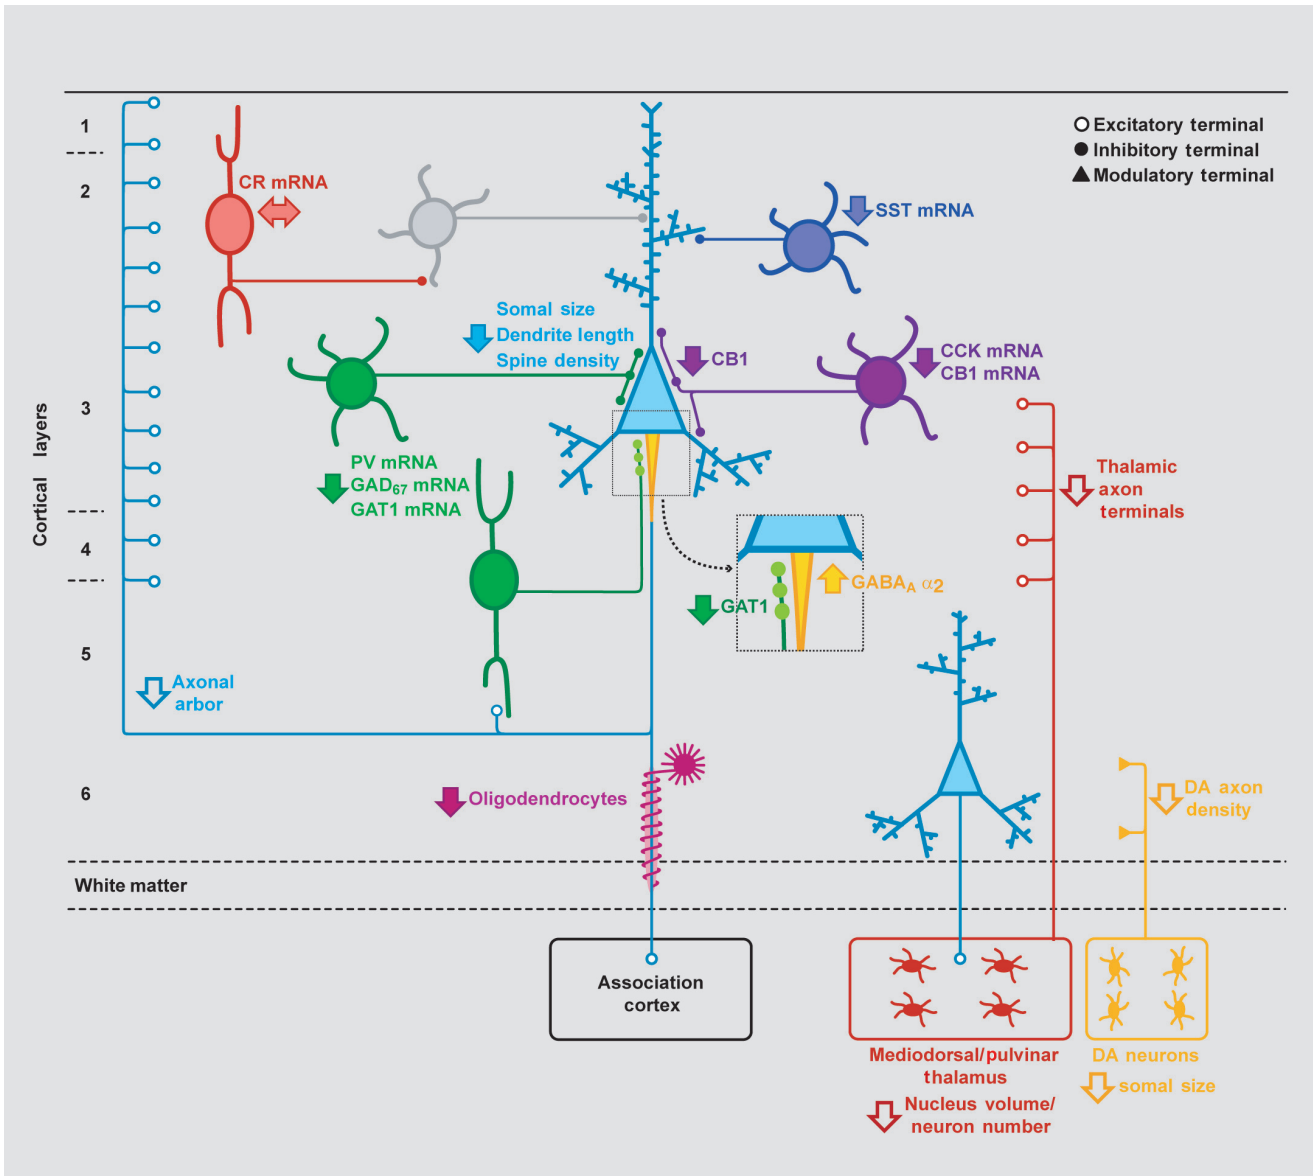 Cortical layers
1
2
3
4
5
6
White matter
Excitatory terminal
Inhibitory terminal
Modulatory terminal
CR mRNA
SST mRNA
Somal size
Dendrite length
Spine density
CB1
CCK mRNA
CB1 mRNA
PV mRNA
GAD₆₇ mRNA
GAT1 mRNA
Thalamic
axon
terminals
GABA_A α2
GAT1
Axonal
arbor
Oligodendrocytes
DA axon
density
Association
cortex
Mediodorsal/pulvinar
thalamus
Nucleus volume/
neuron number
DA neurons
somal size